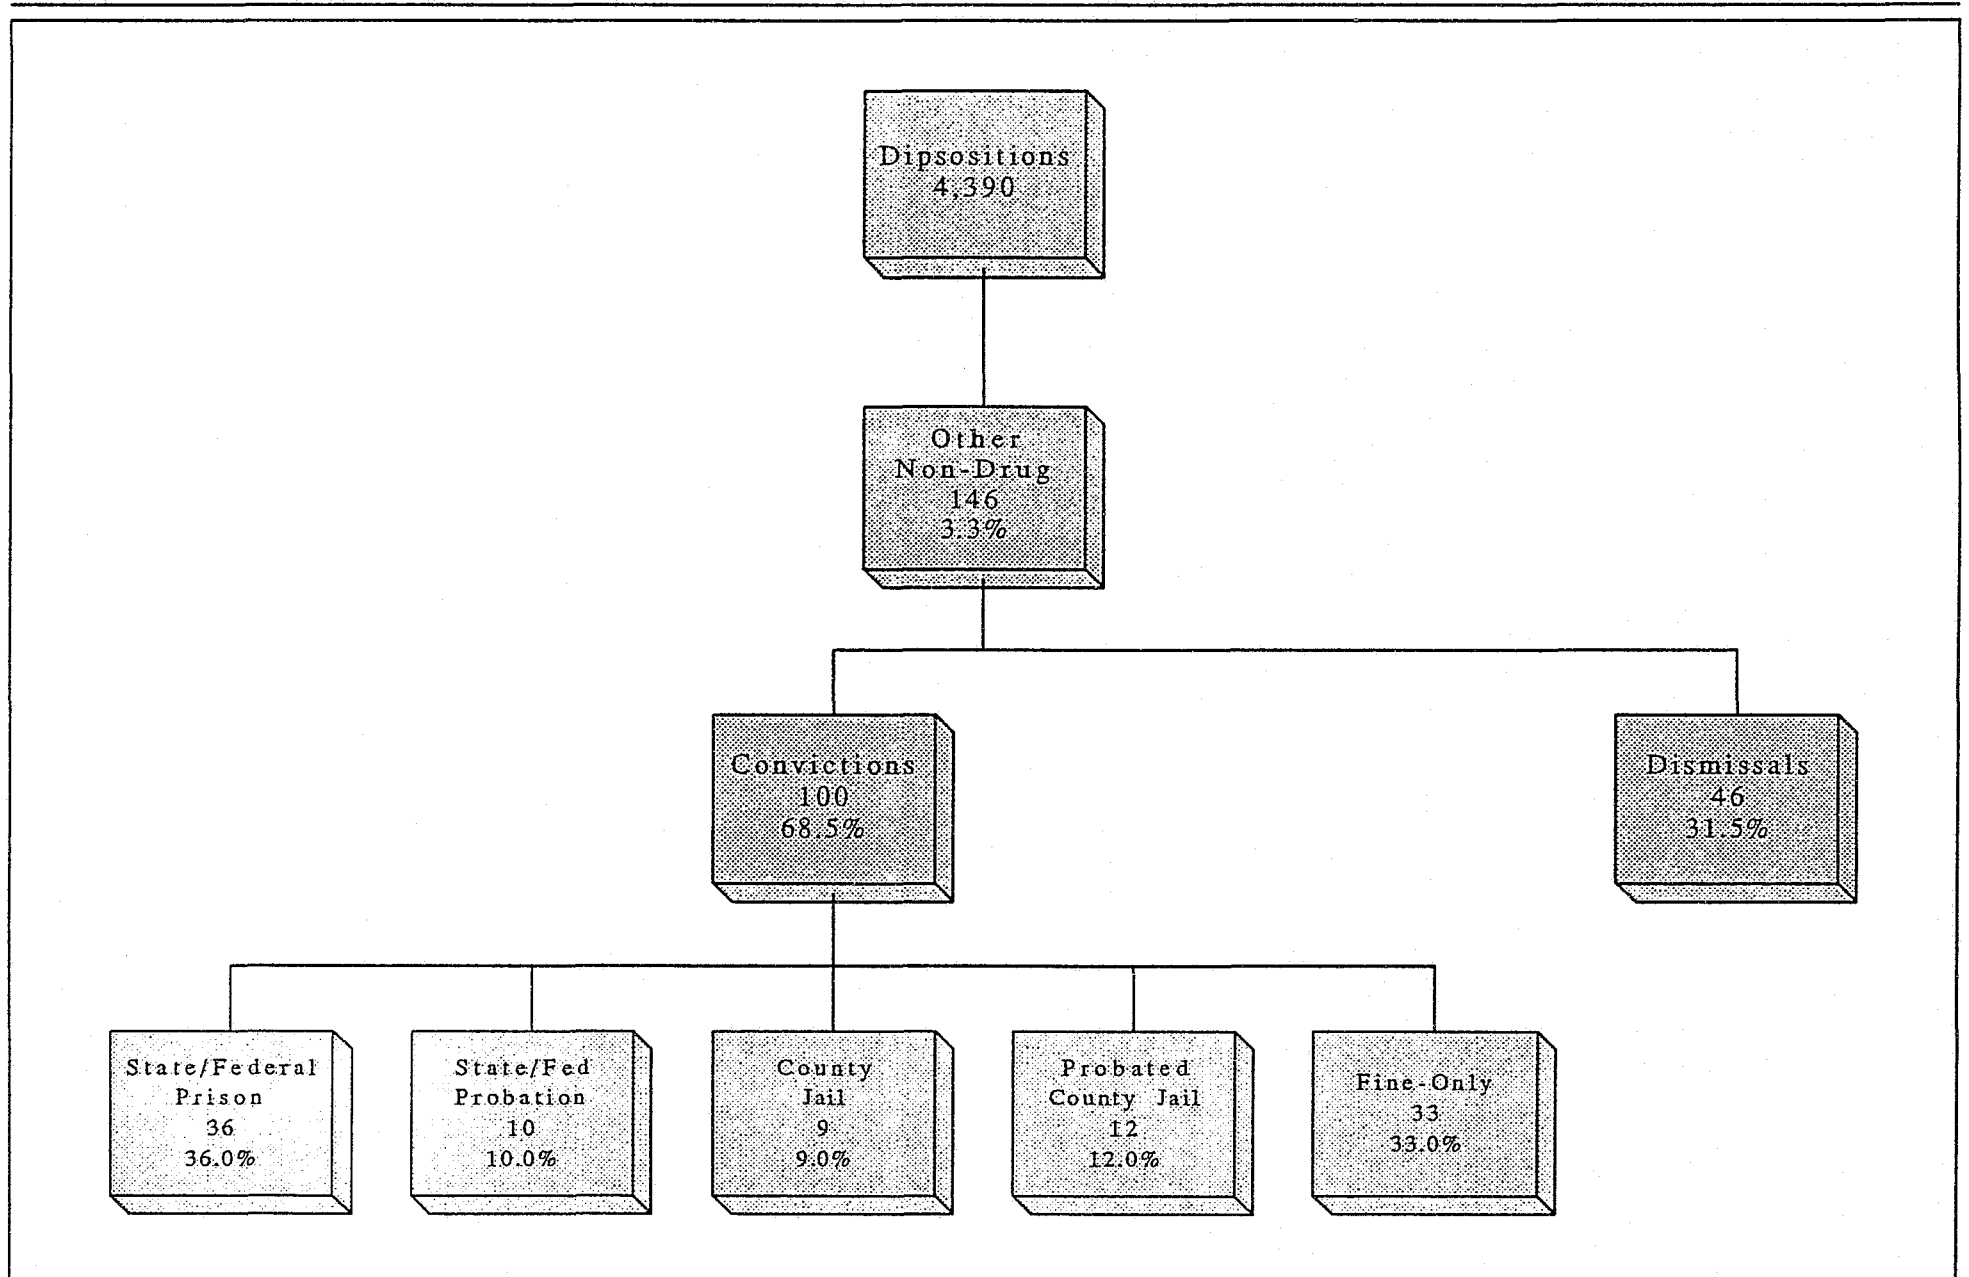 Dipsositions
4,390
Other
Non-Drug
146
3.3%
Convictions
100
68.5%
Dismissals
46
31.5%
State/Federal
Prison
36
36.0%
State/Fed
Probation
10
10.0%
County
Jail
9
9.0%
Probated
County Jail
12
12.0%
Fine-Only
33
33.0%